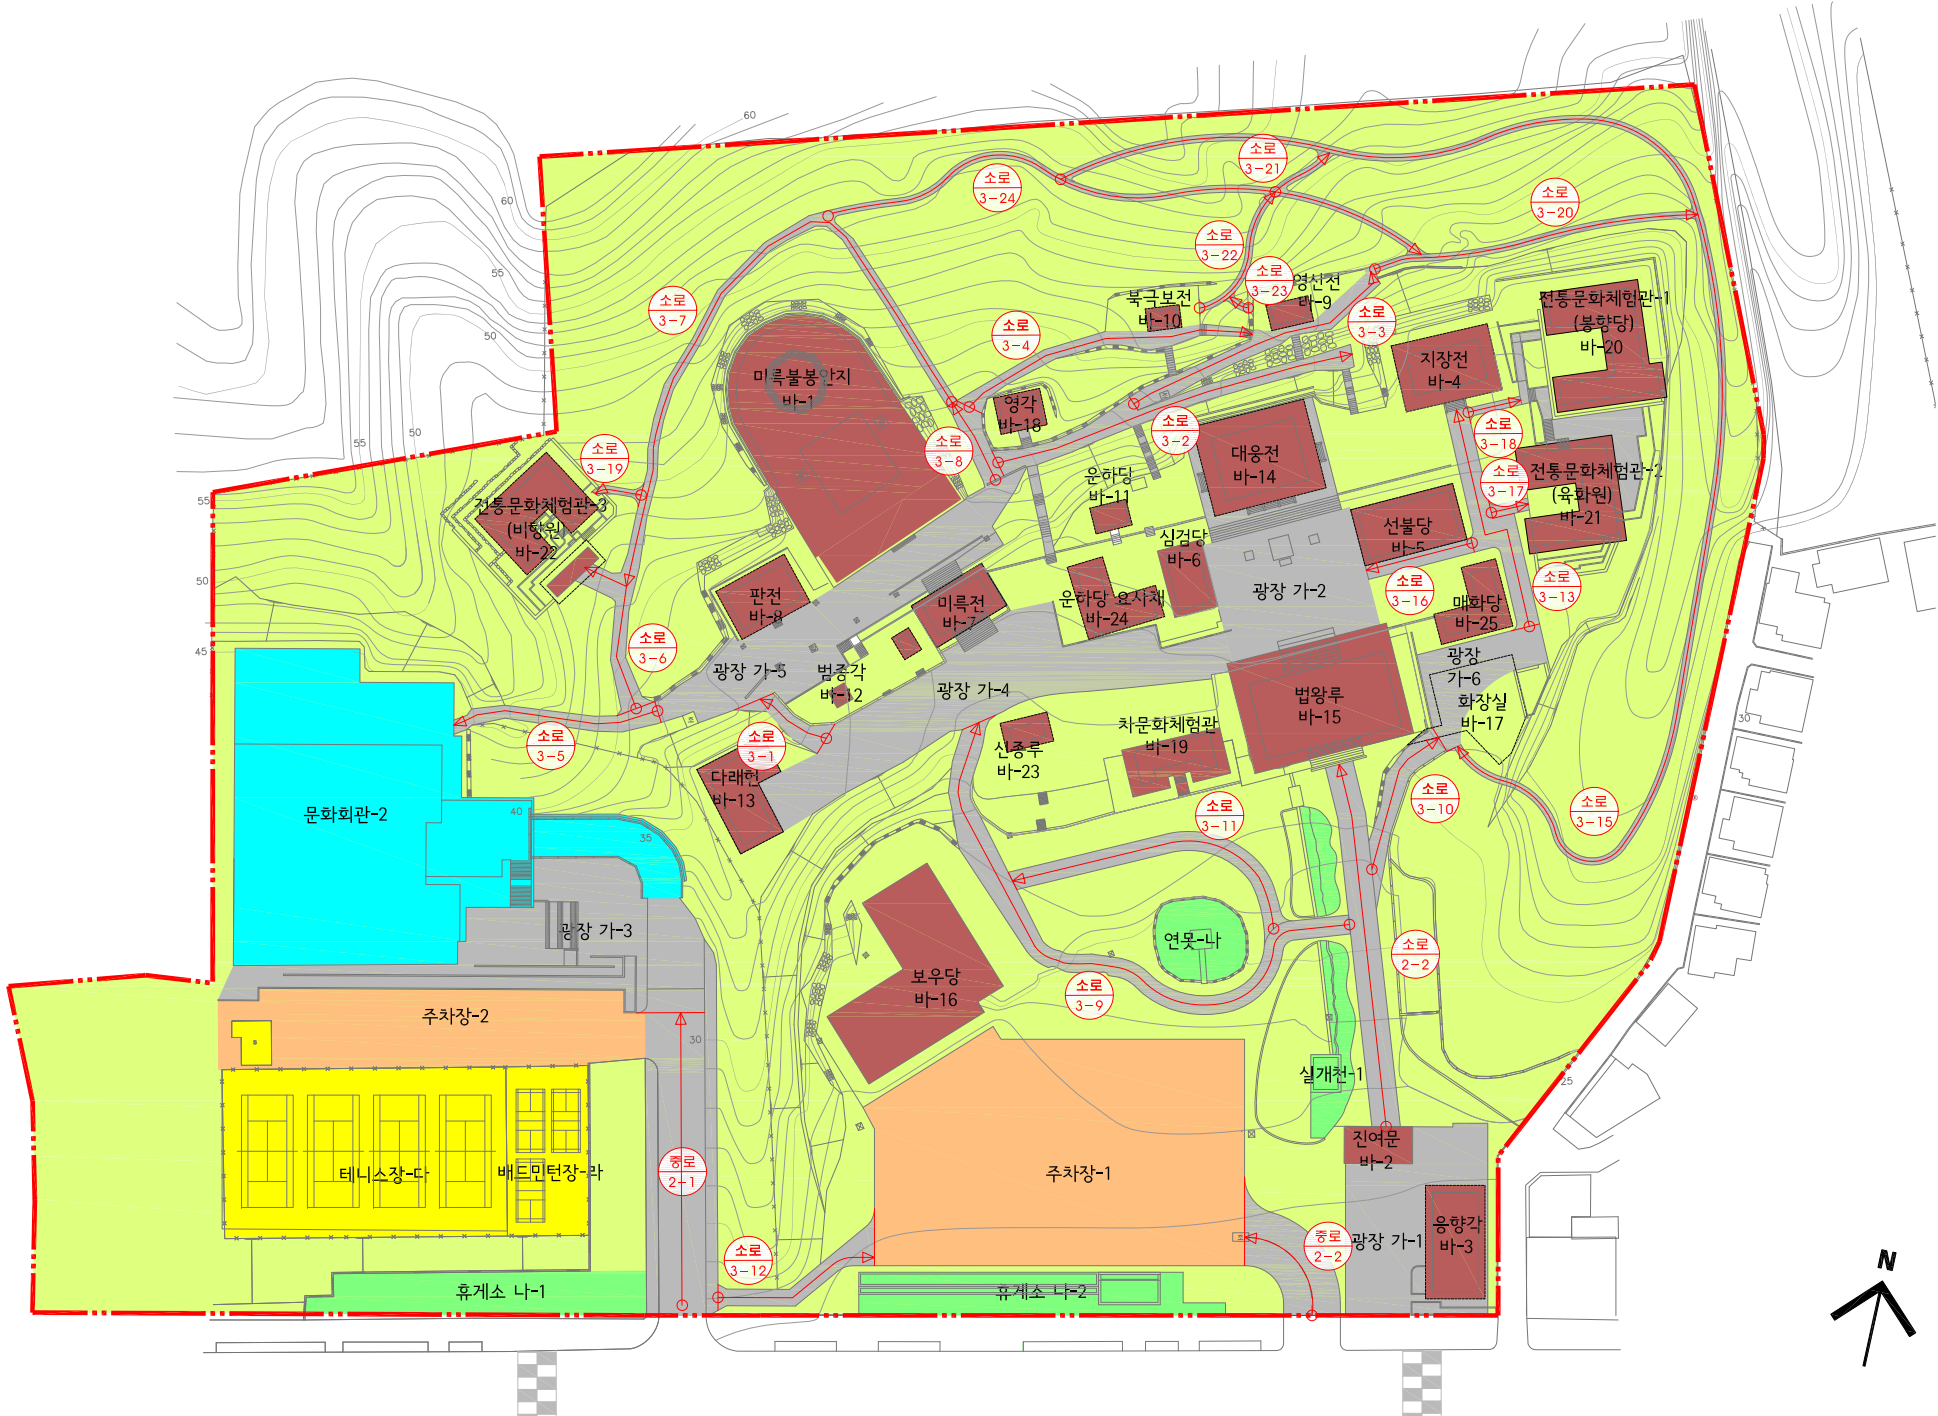 60
소로
3-21
소로
3-24
소로
3-20
60
소로
3-22
55
소로
3-23
영신전
바-9
북극보전
바-10
전통문화체험관-1
(봉향당)
바-20
소로
3-7
소로
3-4
소로
3-3
50
지장전
바-4
미륵불봉안지
바-1
영각
바-18
소로
3-2
소로
3-18
50
55
소로
3-8
소로
3-19
대웅전
바-14
운하당
바-11
소로
3-17
전통문화체험관-2
(육화원)
바-21
55
전통문화체험관-3
(비향원)
바-22
선불당
바-5
심검당
바-6
50
판전
바-8
미륵전
바-7
운하당 요사채
바-24
광장 가-2
소로
3-16
매화당
바-25
소로
3-13
45
소로
3-6
광장 가-5
범종각
바-12
광장 가-4
법왕루
바-15
광장
가-6
화장실
바-17
30
소로
3-5
소로
3-1
다래헌
바-13
신종루
바-23
차문화체험관
바-19
소로
3-10
소로
3-15
소로
3-11
문화회관-2
40
35
광장 가-3
연못-나
소로
2-2
보우당
바-16
소로
3-9
주차장-2
30
실개천-1
25
테니스장-다
배드민턴장-라
중로
2-1
주차장-1
진여문
바-2
소로
3-12
중로
2-2
광장 가-1
응향각
바-3
휴게소 나-1
휴게소 나-2
N